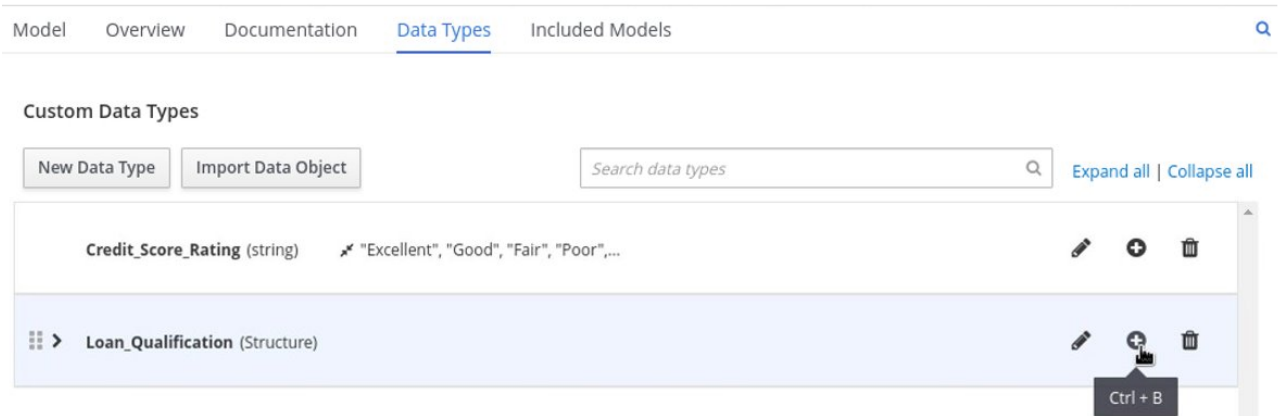 Model Overview Documentation Data Types Included Models
Custom Data Types
New Data Type Import Data Object Search data types Expand all | Collapse all
Credit_Score_Rating (string) "Excellent", "Good", "Fair", "Poor",...
Loan_Qualification (Structure)
Ctrl + B